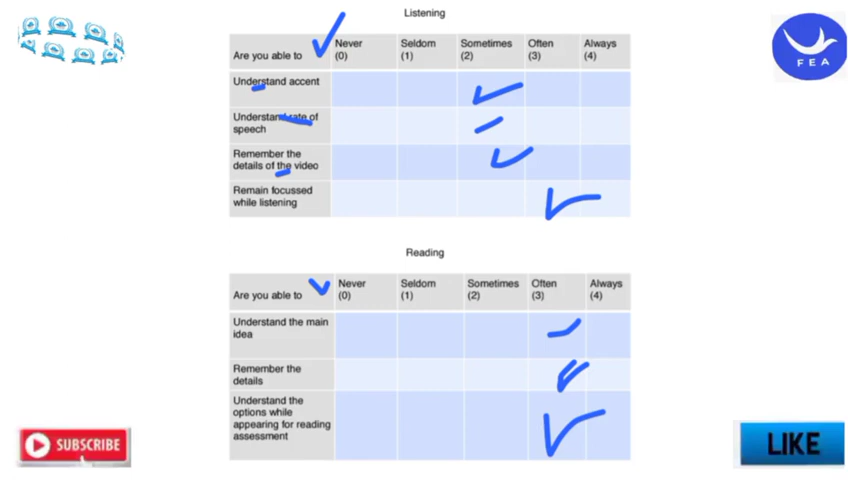 Listening
Are you able to
Never
(0)
Seldom
(1)
Sometimes
(2)
Often
(3)
Always
(4)
Understand accent
Understand rate of
speech
Remember the
details of the video
Remain focussed
while listening
FEA
Reading
Are you able to
Never
(0)
Seldom
(1)
Sometimes
(2)
Often
(3)
Always
(4)
Understand the main
idea
Remember the
details
Understand the
options while
appearing for reading
assessment
SUBSCRIBE
LIKE